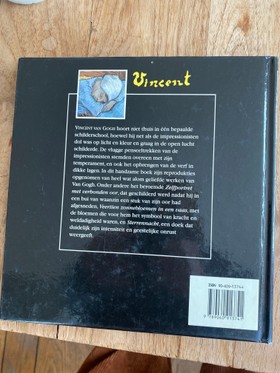 Vincent
VINCENT VAN GOGH hoort niet thuis in één bepaalde
schilderschool, hoewel hij net als de impressionisten
dol was op licht en kleur en graag in de open lucht
schilderde. De vlugge penseeltrekken van de
impressionisten stemden overeen met zijn
temperament, en ook het opbrengen van de verf in
dikke lagen. In dit handzame boek zijn reprodukties
opgenomen van heel wat alom geliefde werken van
Van Gogh. Onder andere het beroemde Zelfportret
met verbonden oor, dat geschilderd werd nadat hij in
een bui van waanzin een stuk van zijn oor had
afgesneden, Veertien zonnebloemen in een vaas, met
de bloemen die voor hem het symbool van kracht en
weldadigheid waren, en Sterrennacht, een doek dat
duidelijk zijn intensiteit en geestelijke onrust
weergeeft.